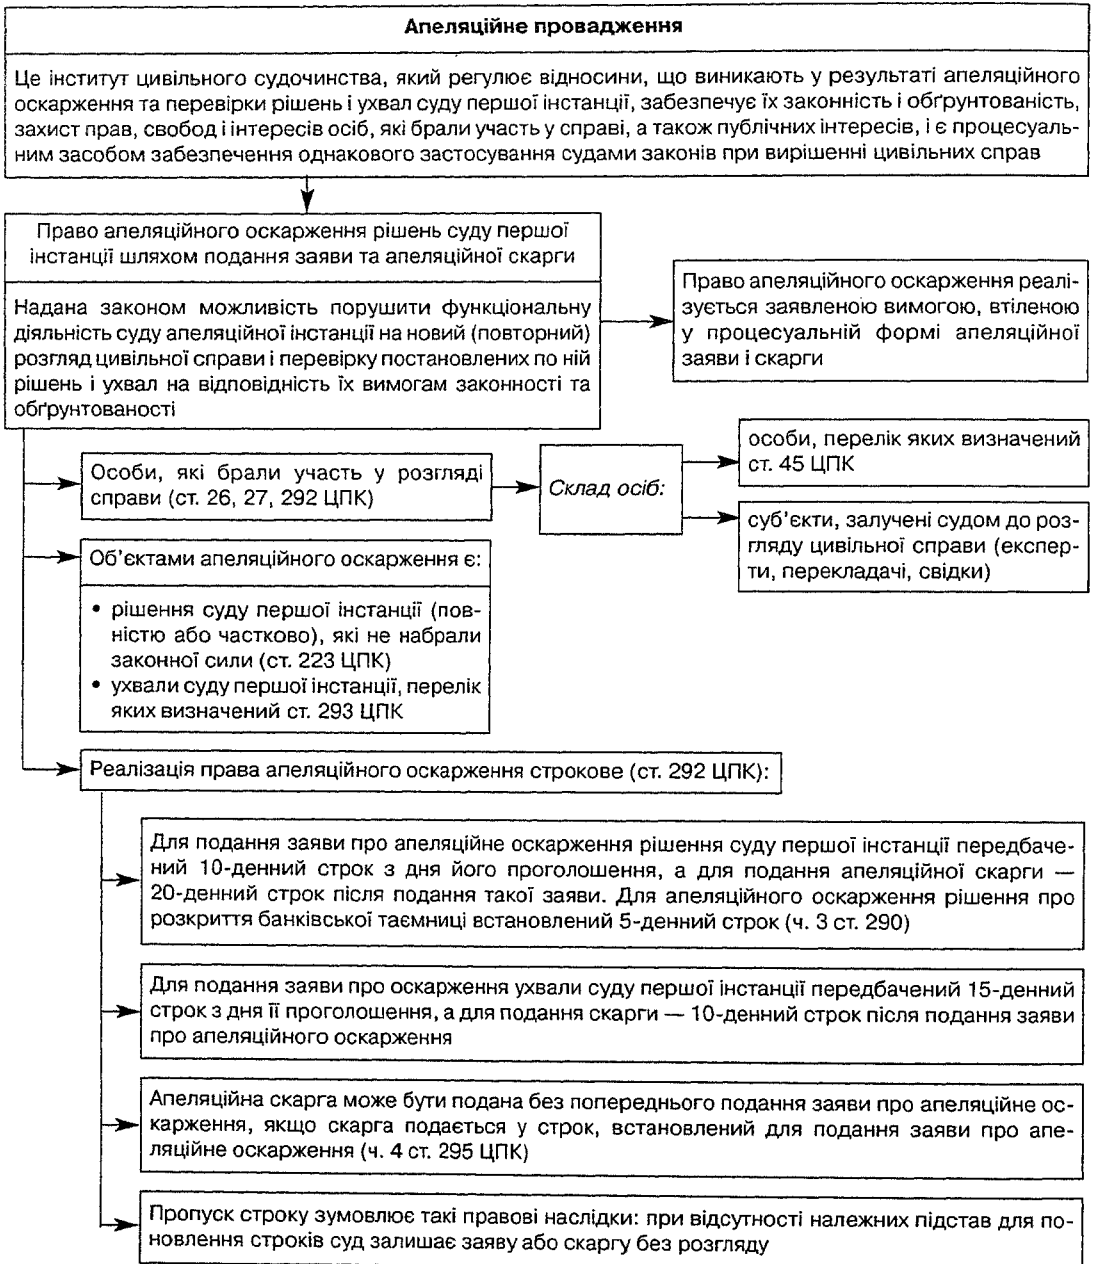 Апеляційне провадження
Це інститут цивільного судочинства, який регулює відносини, що виникають у результаті апеляційного
оскарження та перевірки рішень і ухвал суду першої інстанції, забезпечує їх законність і обґрунтованість,
захист прав, свобод і інтересів осіб, які брали участь у справі, а також публічних інтересів, і є процесуаль-
ним засобом забезпечення однакового застосування судами законів при вирішенні цивільних справ
Право апеляційного оскарження рішень суду першої
інстанції шляхом подання заяви та апеляційної скарги
Надана законом можливість порушити функціональну
діяльність суду апеляційної інстанції на новий (повторний)
розгляд цивільної справи і перевірку постановлених по ній
рішень і ухвал на відповідність їх вимогам законності та
обґрунтованості
Право апеляційного оскарження реалі-
зується заявленою вимогою, втіленою
у процесуальній формі апеляційної
заяви і скарги
Особи, які брали участь у розгляді
справи (ст. 26, 27, 292 ЦПК)
Склад осіб:
особи, перелік яких визначений
ст. 45 ЦПК
суб’єкти, залучені судом до роз-
гляду цивільної справи (експер-
ти, перекладачі, свідки)
Об’єктами апеляційного оскарження є:
• рішення суду першої інстанції (пов-
ністю або частково), які не набрали
законної сили (ст. 223 ЦПК)
• ухвали суду першої інстанції, перелік
яких визначений ст. 293 ЦПК
Реалізація права апеляційного оскарження строкове (ст. 292 ЦПК):
Для подання заяви про апеляційне оскарження рішення суду першої інстанції передбаче-
ний 10-денний строк з дня його проголошення, а для подання апеляційної скарги —
20-денний строк після подання такої заяви. Для апеляційного оскарження рішення про
розкриття банківської таємниці встановлений 5-денний строк (ч. 3 ст. 290)
Для подання заяви про оскарження ухвали суду першої інстанції передбачений 15-денний
строк з дня її проголошення, а для подання скарги — 10-денний строк після подання заяви
про апеляційного оскарження
Апеляційна скарга може бути подана без попереднього подання заяви про апеляційне ос-
карження, якщо скарга подається у строк, встановлений для подання заяви про апе-
ляційне оскарження (ч. 4 ст. 295 ЦПК)
Пропуск строку зумовлює такі правові наслідки: при відсутності належних підстав для по-
новлення строків суд залишає заяву або скаргу без розгляду